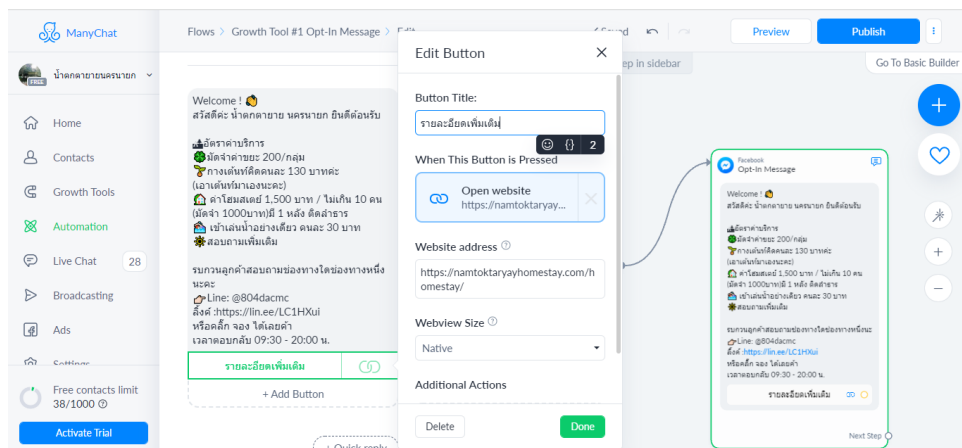 ManyChat
Flows > Growth Tool #1 Opt-In Message > Edit
Saved
Preview
Publish
Go To Basic Builder
FREE
น้ำตกตายายนครนายก
Home
Contacts
Growth Tools
Automation
Live Chat
28
Broadcasting
Ads
Settings
Free contacts limit
38/1000
Activate Trial
Welcome !
สวัสดีค่ะ น้ำตกตายาย นครนายก ยินดีต้อนรับ
อัตราค่าบริการ
มัดจำค่าขยะ 200/กลุ่ม
กางเต้นท์คิดคนละ 130 บาทค่ะ
(เอาเต้นท์มาเองนะคะ)
ค่าโฮมสเตย์ 1,500 บาท / ไม่เกิน 10 คน
(มัดจำ 1000บาท)มี 1 หลัง ติดลำธาร
เข้าเล่นน้ำอย่างเดียว คนละ 30 บาท
สอบถามเพิ่มเติม
รบกวนลูกค้าสอบถามช่องทางใดช่องทางหนึ่ง
นะคะ
Line: @804dacmc
ลิ้งค์ :https://lin.ee/LC1HXui
หรือคลิ๊ก จอง ได้เลยค๋า
เวลาตอบกลับ 09:30 - 20:00 น.
รายละอียดเพิ่มเติม
+ Add Button
+ Quick reply
Edit Button
Button Title:
รายละอียดเพิ่มเติม
{} 2
When This Button is Pressed
Open website
https://namtoktaryay...
Website address
https://namtoktaryayhomestay.com/h
omestay/
Webview Size
Native
Additional Actions
Delete
Done
step in sidebar
Facebook
Opt-In Message
Welcome !
สวัสดีค่ะ น้ำตกตายาย นครนายก ยินดีต้อนรับ
อัตราค่าบริการ
มัดจำค่าขยะ 200/กลุ่ม
กางเต้นท์คิดคนละ 130 บาทค่ะ
(เอาเต้นท์มาเองนะคะ)
ค่าโฮมสเตย์ 1,500 บาท / ไม่เกิน 10 คน
(มัดจำ 1000บาท)มี 1 หลัง ติดลำธาร
เข้าเล่นน้ำอย่างเดียว คนละ 30 บาท
สอบถามเพิ่มเติม
รบกวนลูกค้าสอบถามช่องทางใดช่องทางหนึ่งนะ
Line: @804dacmc
ลิ้งค์ :https://lin.ee/LC1HXui
หรือคลิ๊ก จอง ได้เลยค๋า
เวลาตอบกลับ 09:30 - 20:00 น.
รายละอียดเพิ่มเติม
Next Step